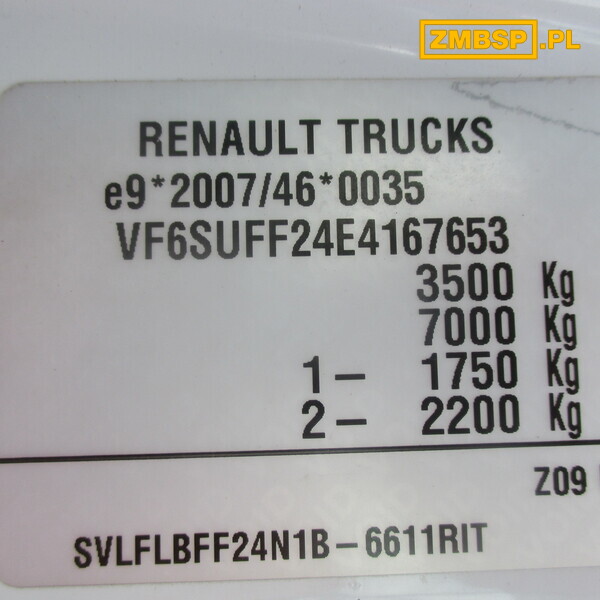 ZMBSP.PL
RENAULT TRUCKS
e9*2007/46*0035
VF6SUFF24E4167653
3500 Kg
7000 Kg
1- 1750 Kg
2- 2200 Kg
Z09
SVLFLBFF24N1B-6611RIT